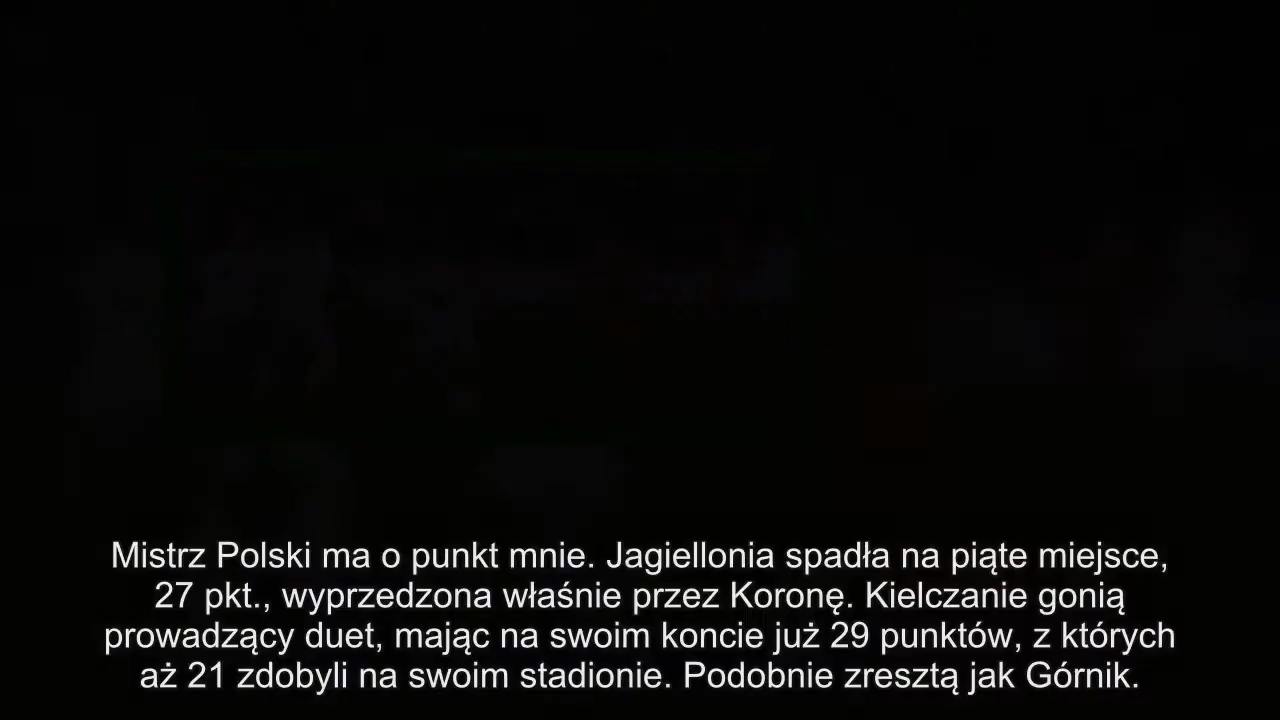 Mistrz Polski ma o punkt mnie. Jagiellonia spadła na piąte miejsce,
27 pkt., wyprzedzona właśnie przez Koronę. Kielczanie gonią
prowadzący duet, mając na swoim koncie już 29 punktów, z których
aż 21 zdobyli na swoim stadionie. Podobnie zresztą jak Górnik.